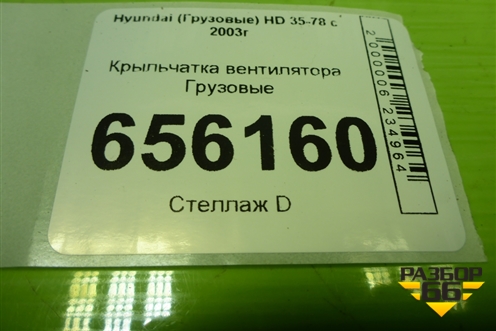 Hyundai (Грузовые) HD 35-78 с
2003г
Крыльчатка вентилятора
Грузовые
656160
Стеллаж D
2000006234964
РАЗБОР
66